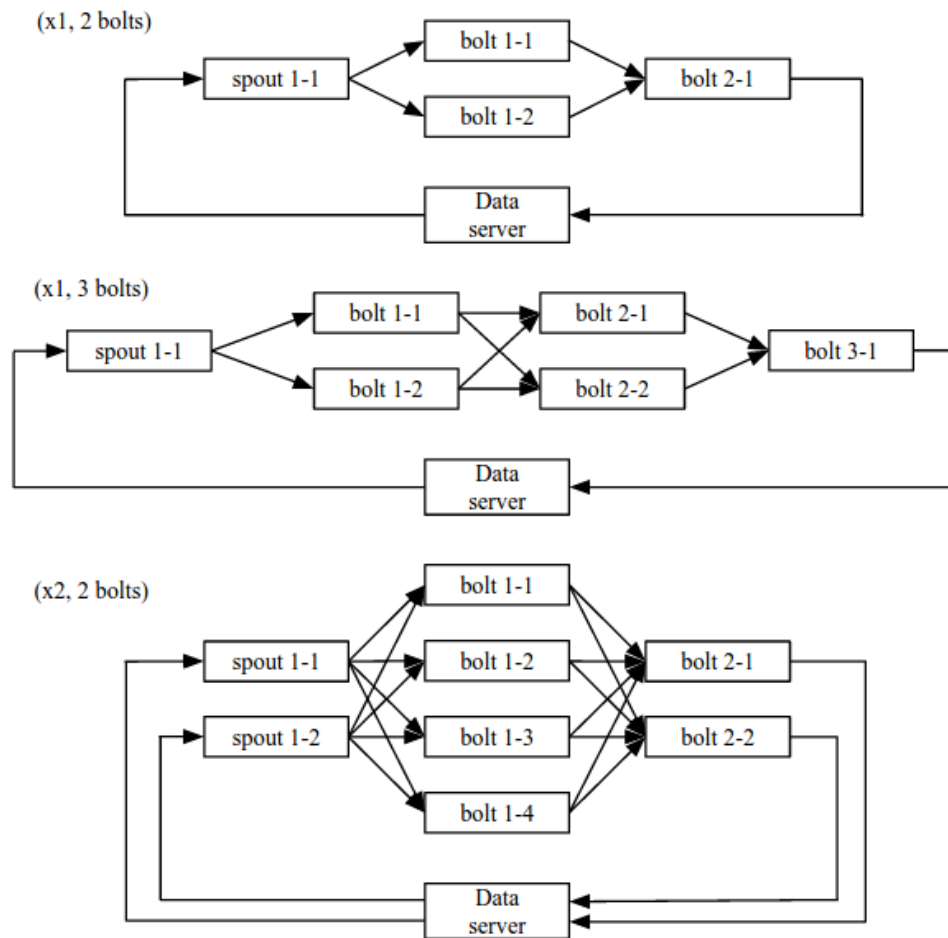 (x1, 2 bolts)
bolt 1-1
spout 1-1
bolt 2-1
bolt 1-2
Data
server
(x1, 3 bolts)
bolt 1-1
bolt 2-1
spout 1-1
bolt 3-1
bolt 1-2
bolt 2-2
Data
server
(x2, 2 bolts)
bolt 1-1
spout 1-1
bolt 1-2
bolt 2-1
spout 1-2
bolt 1-3
bolt 2-2
bolt 1-4
Data
server